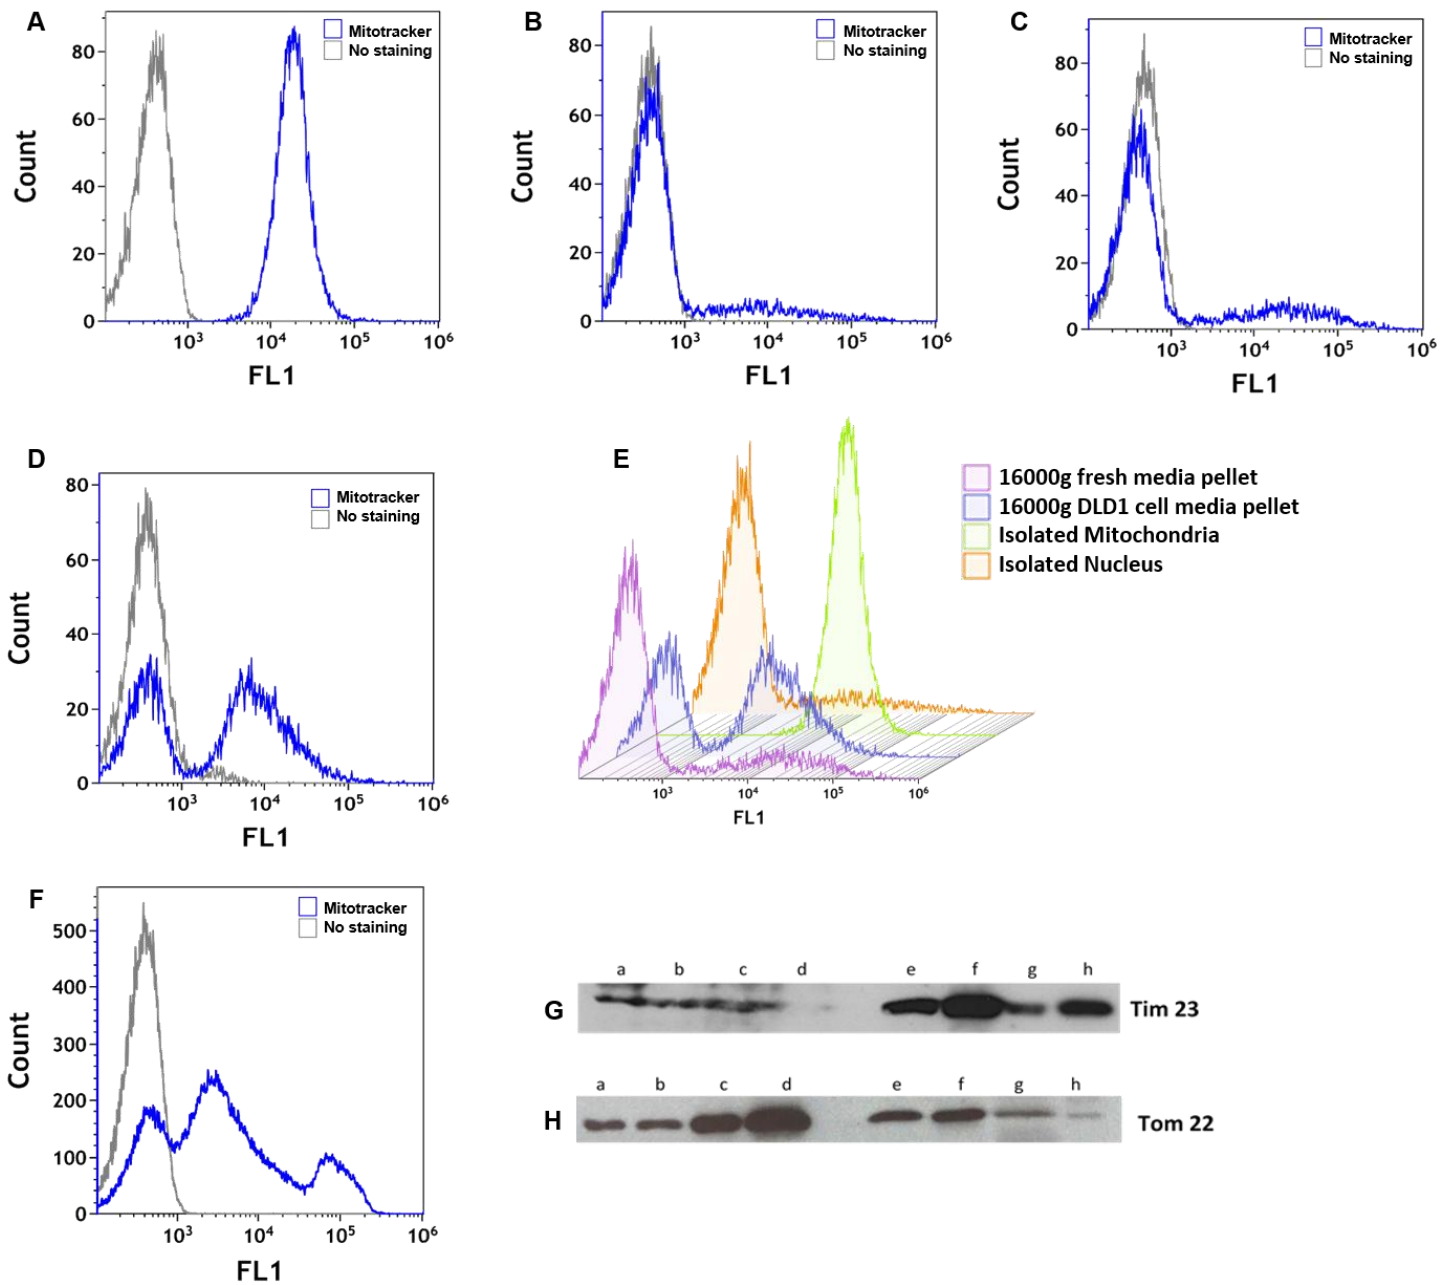 A
Mitotracker
No staining
80
60
40
20
0
Count
10³ 10⁴ 10⁵ 10⁶
FL1
B
Mitotracker
No staining
80
60
40
20
0
Count
10³ 10⁴ 10⁵ 10⁶
FL1
C
Mitotracker
No staining
80
60
40
20
0
Count
10³ 10⁴ 10⁵ 10⁶
FL1
D
Mitotracker
No staining
80
60
40
20
0
Count
10³ 10⁴ 10⁵ 10⁶
FL1
E
16000g fresh media pellet
16000g DLD1 cell media pellet
Isolated Mitochondria
Isolated Nucleus
10³ 10⁴ 10⁵ 10⁶
FL1
F
Mitotracker
No staining
500
400
300
200
100
0
Count
10³ 10⁴ 10⁵ 10⁶
FL1
a b c d e f g h
G Tim 23
a b c d e f g h
H Tom 22